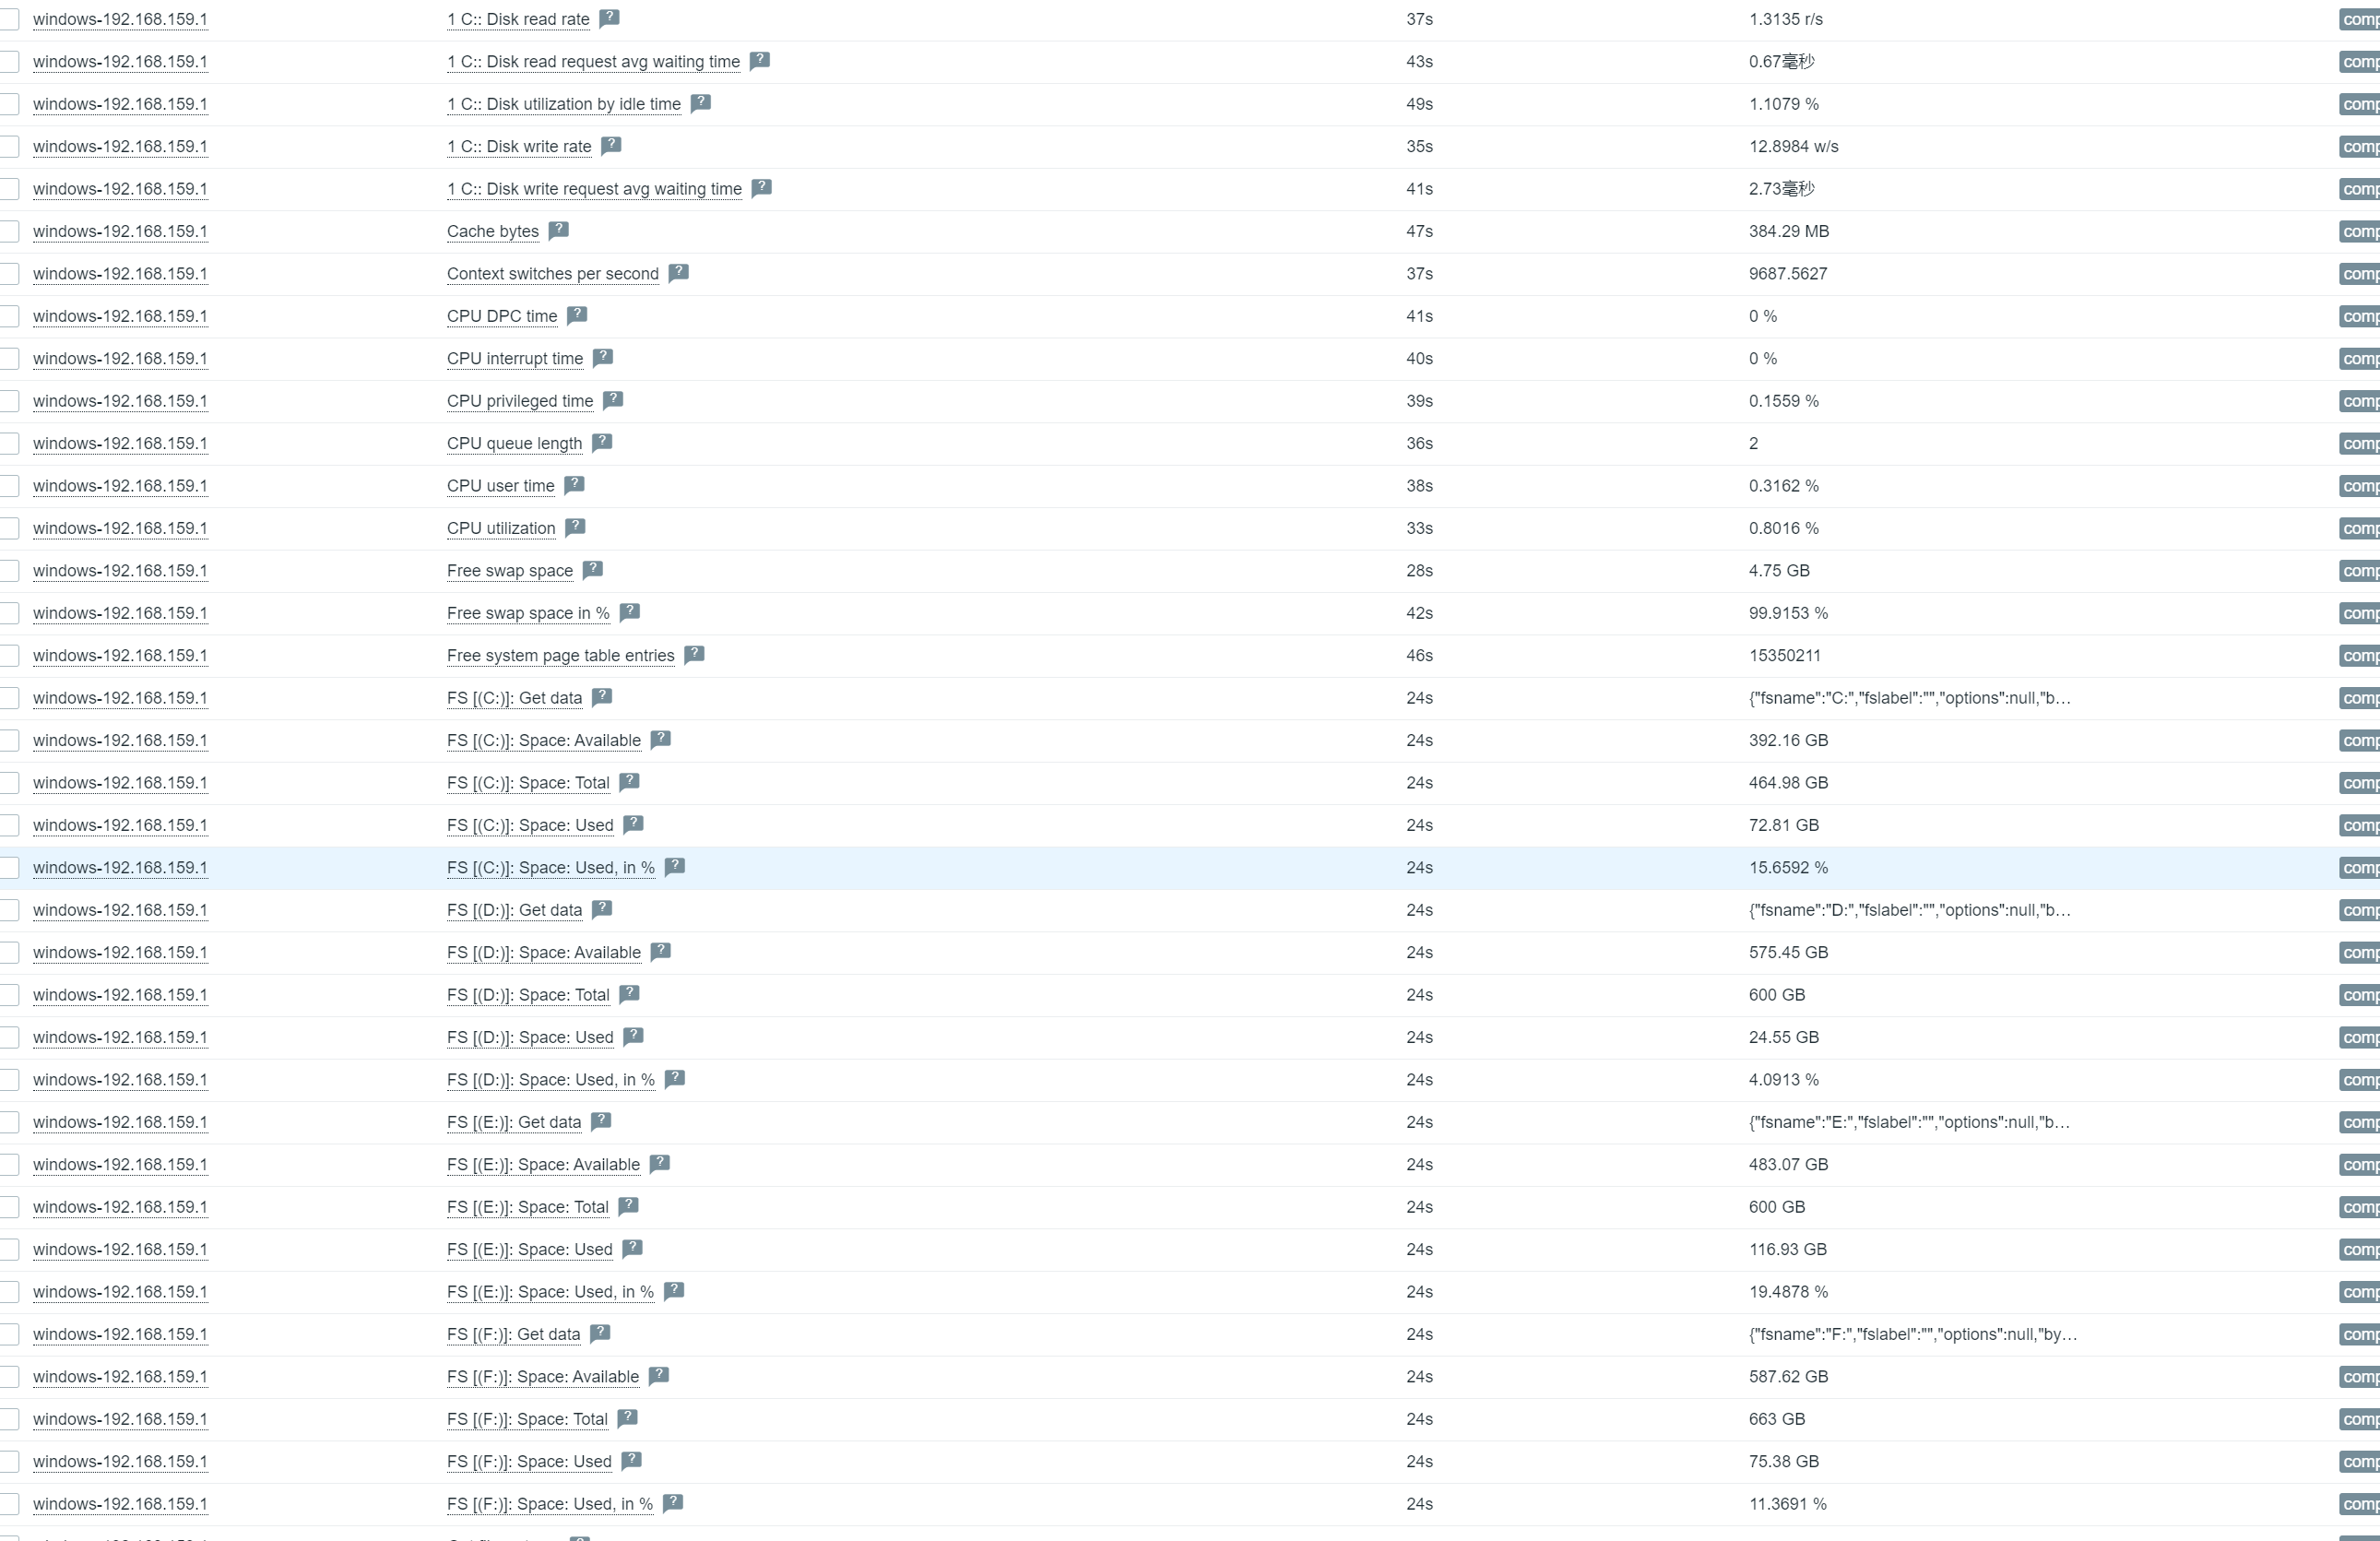 windows-192.168.159.1 1 C:: Disk read rate ? 37s 1.3135 r/s comp
windows-192.168.159.1 1 C:: Disk read request avg waiting time ? 43s 0.67毫秒 comp
windows-192.168.159.1 1 C:: Disk utilization by idle time ? 49s 1.1079 % comp
windows-192.168.159.1 1 C:: Disk write rate ? 35s 12.8984 w/s comp
windows-192.168.159.1 1 C:: Disk write request avg waiting time ? 41s 2.73毫秒 comp
windows-192.168.159.1 Cache bytes ? 47s 384.29 MB comp
windows-192.168.159.1 Context switches per second ? 37s 9687.5627 comp
windows-192.168.159.1 CPU DPC time ? 41s 0 % comp
windows-192.168.159.1 CPU interrupt time ? 40s 0 % comp
windows-192.168.159.1 CPU privileged time ? 39s 0.1559 % comp
windows-192.168.159.1 CPU queue length ? 36s 2 comp
windows-192.168.159.1 CPU user time ? 38s 0.3162 % comp
windows-192.168.159.1 CPU utilization ? 33s 0.8016 % comp
windows-192.168.159.1 Free swap space ? 28s 4.75 GB comp
windows-192.168.159.1 Free swap space in % ? 42s 99.9153 % comp
windows-192.168.159.1 Free system page table entries ? 46s 15350211 comp
windows-192.168.159.1 FS [(C:)]: Get data ? 24s {"fsname":"C:","fslabel":"","options":null,"b... comp
windows-192.168.159.1 FS [(C:)]: Space: Available ? 24s 392.16 GB comp
windows-192.168.159.1 FS [(C:)]: Space: Total ? 24s 464.98 GB comp
windows-192.168.159.1 FS [(C:)]: Space: Used ? 24s 72.81 GB comp
windows-192.168.159.1 FS [(C:)]: Space: Used, in % ? 24s 15.6592 % comp
windows-192.168.159.1 FS [(D:)]: Get data ? 24s {"fsname":"D:","fslabel":"","options":null,"b... comp
windows-192.168.159.1 FS [(D:)]: Space: Available ? 24s 575.45 GB comp
windows-192.168.159.1 FS [(D:)]: Space: Total ? 24s 600 GB comp
windows-192.168.159.1 FS [(D:)]: Space: Used ? 24s 24.55 GB comp
windows-192.168.159.1 FS [(D:)]: Space: Used, in % ? 24s 4.0913 % comp
windows-192.168.159.1 FS [(E:)]: Get data ? 24s {"fsname":"E:","fslabel":"","options":null,"b... comp
windows-192.168.159.1 FS [(E:)]: Space: Available ? 24s 483.07 GB comp
windows-192.168.159.1 FS [(E:)]: Space: Total ? 24s 600 GB comp
windows-192.168.159.1 FS [(E:)]: Space: Used ? 24s 116.93 GB comp
windows-192.168.159.1 FS [(E:)]: Space: Used, in % ? 24s 19.4878 % comp
windows-192.168.159.1 FS [(F:)]: Get data ? 24s {"fsname":"F:","fslabel":"","options":null,"by... comp
windows-192.168.159.1 FS [(F:)]: Space: Available ? 24s 587.62 GB comp
windows-192.168.159.1 FS [(F:)]: Space: Total ? 24s 663 GB comp
windows-192.168.159.1 FS [(F:)]: Space: Used ? 24s 75.38 GB comp
windows-192.168.159.1 FS [(F:)]: Space: Used, in % ? 24s 11.3691 % comp